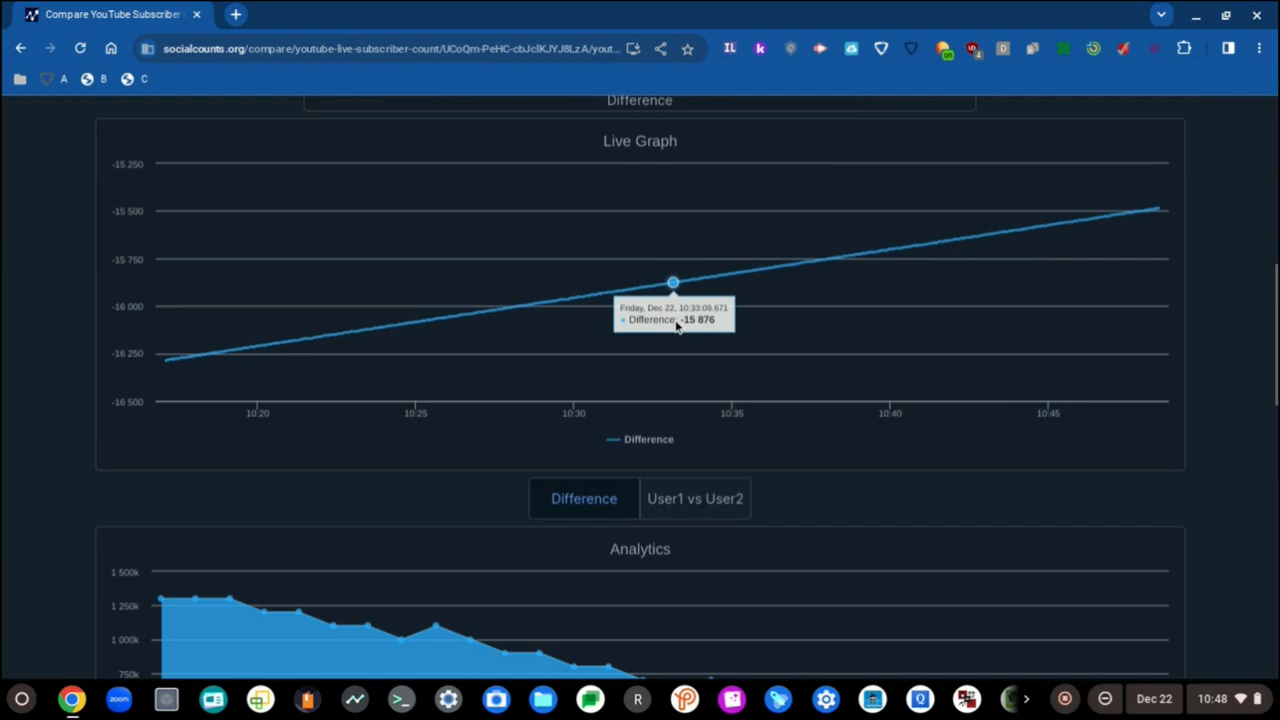 Compare YouTube Subscriber
socialcounts.org/compare/youtube-live-subscriber-count/UCoQm-PeHC-cbJclKJYJ8LzA/yout...
A B C
Difference
Live Graph
-15 250
-15 500
-15 750
-16 000
-16 250
-16 500
Friday, Dec 22, 10:33:09.671
Difference: -15 876
10:20 10:25 10:30 10:35 10:40 10:45
Difference
Difference User1 vs User2
Analytics
1 500k
1 250k
1 000k
750k
zoom
R
Q
Dec 22 10:48